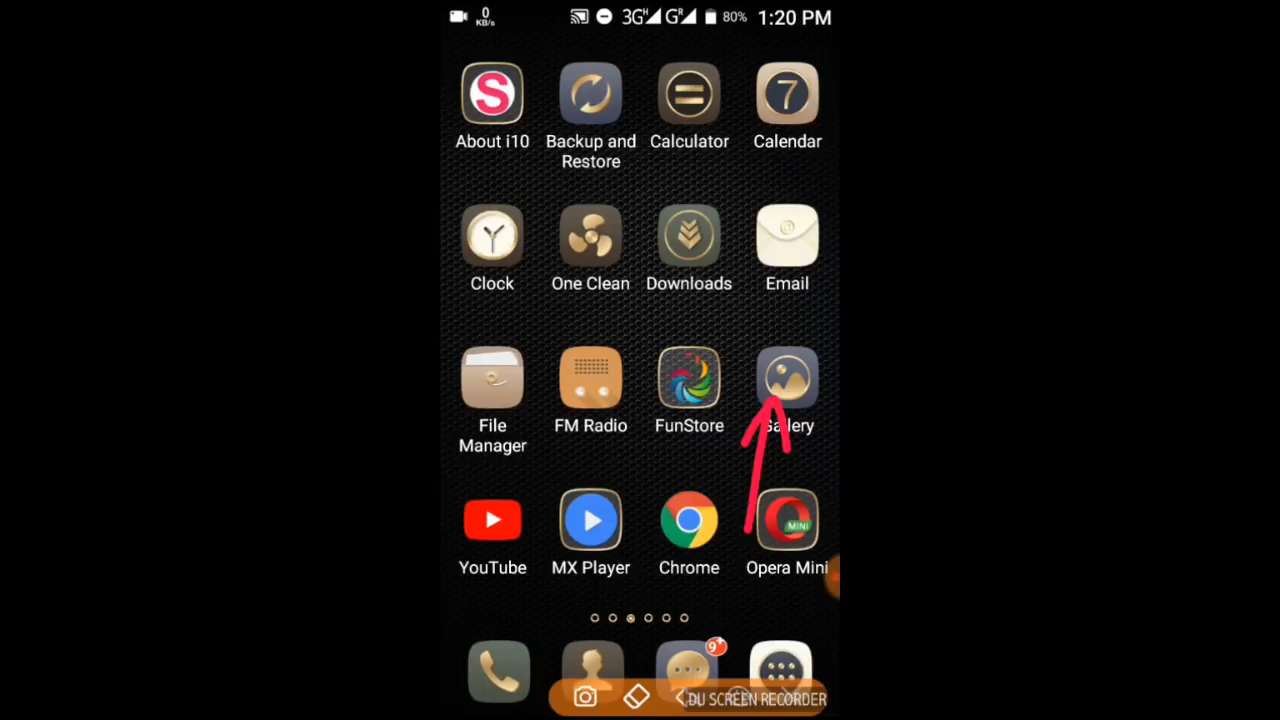 0
KB/s
3G H G R 80% 1:20 PM
S
7
About i10
Backup and
Restore
Calculator
Calendar
Clock
One Clean
Downloads
Email
File
Manager
FM Radio
FunStore
Gallery
MINI
YouTube
MX Player
Chrome
Opera Mini
9+
DU SCREEN RECORDER